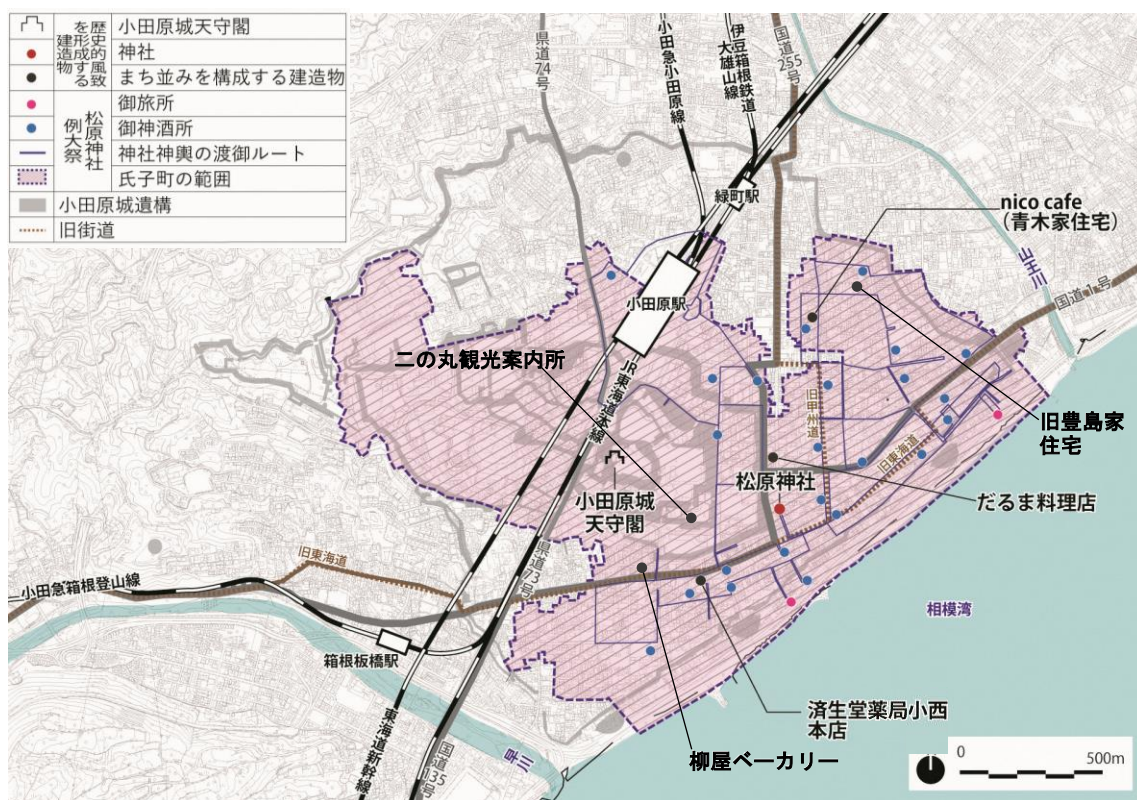 歴史的風致
を形成する
建造物
小田原城天守閣
神社
まち並みを構成する建造物
松原神社
例大祭
御旅所
御神酒所
神社神輿の渡御ルート
氏子町の範囲
小田原城遺構
旧街道
県道74号
小田急小田原線
伊豆箱根鉄道
大雄山線
国道255号
緑町駅
nico cafe
(青木家住宅)
山王川
国道1号
小田原駅
二の丸観光案内所
JR東海道本線
旧甲州道
旧豊島家
住宅
旧東海道
松原神社
だるま料理店
小田原城
天守閣
県道73号
旧東海道
小田急箱根登山線
相模湾
箱根板橋駅
済生堂薬局小西
本店
柳屋ベーカリー
東海道新幹線
国道135号
早川
0
500m